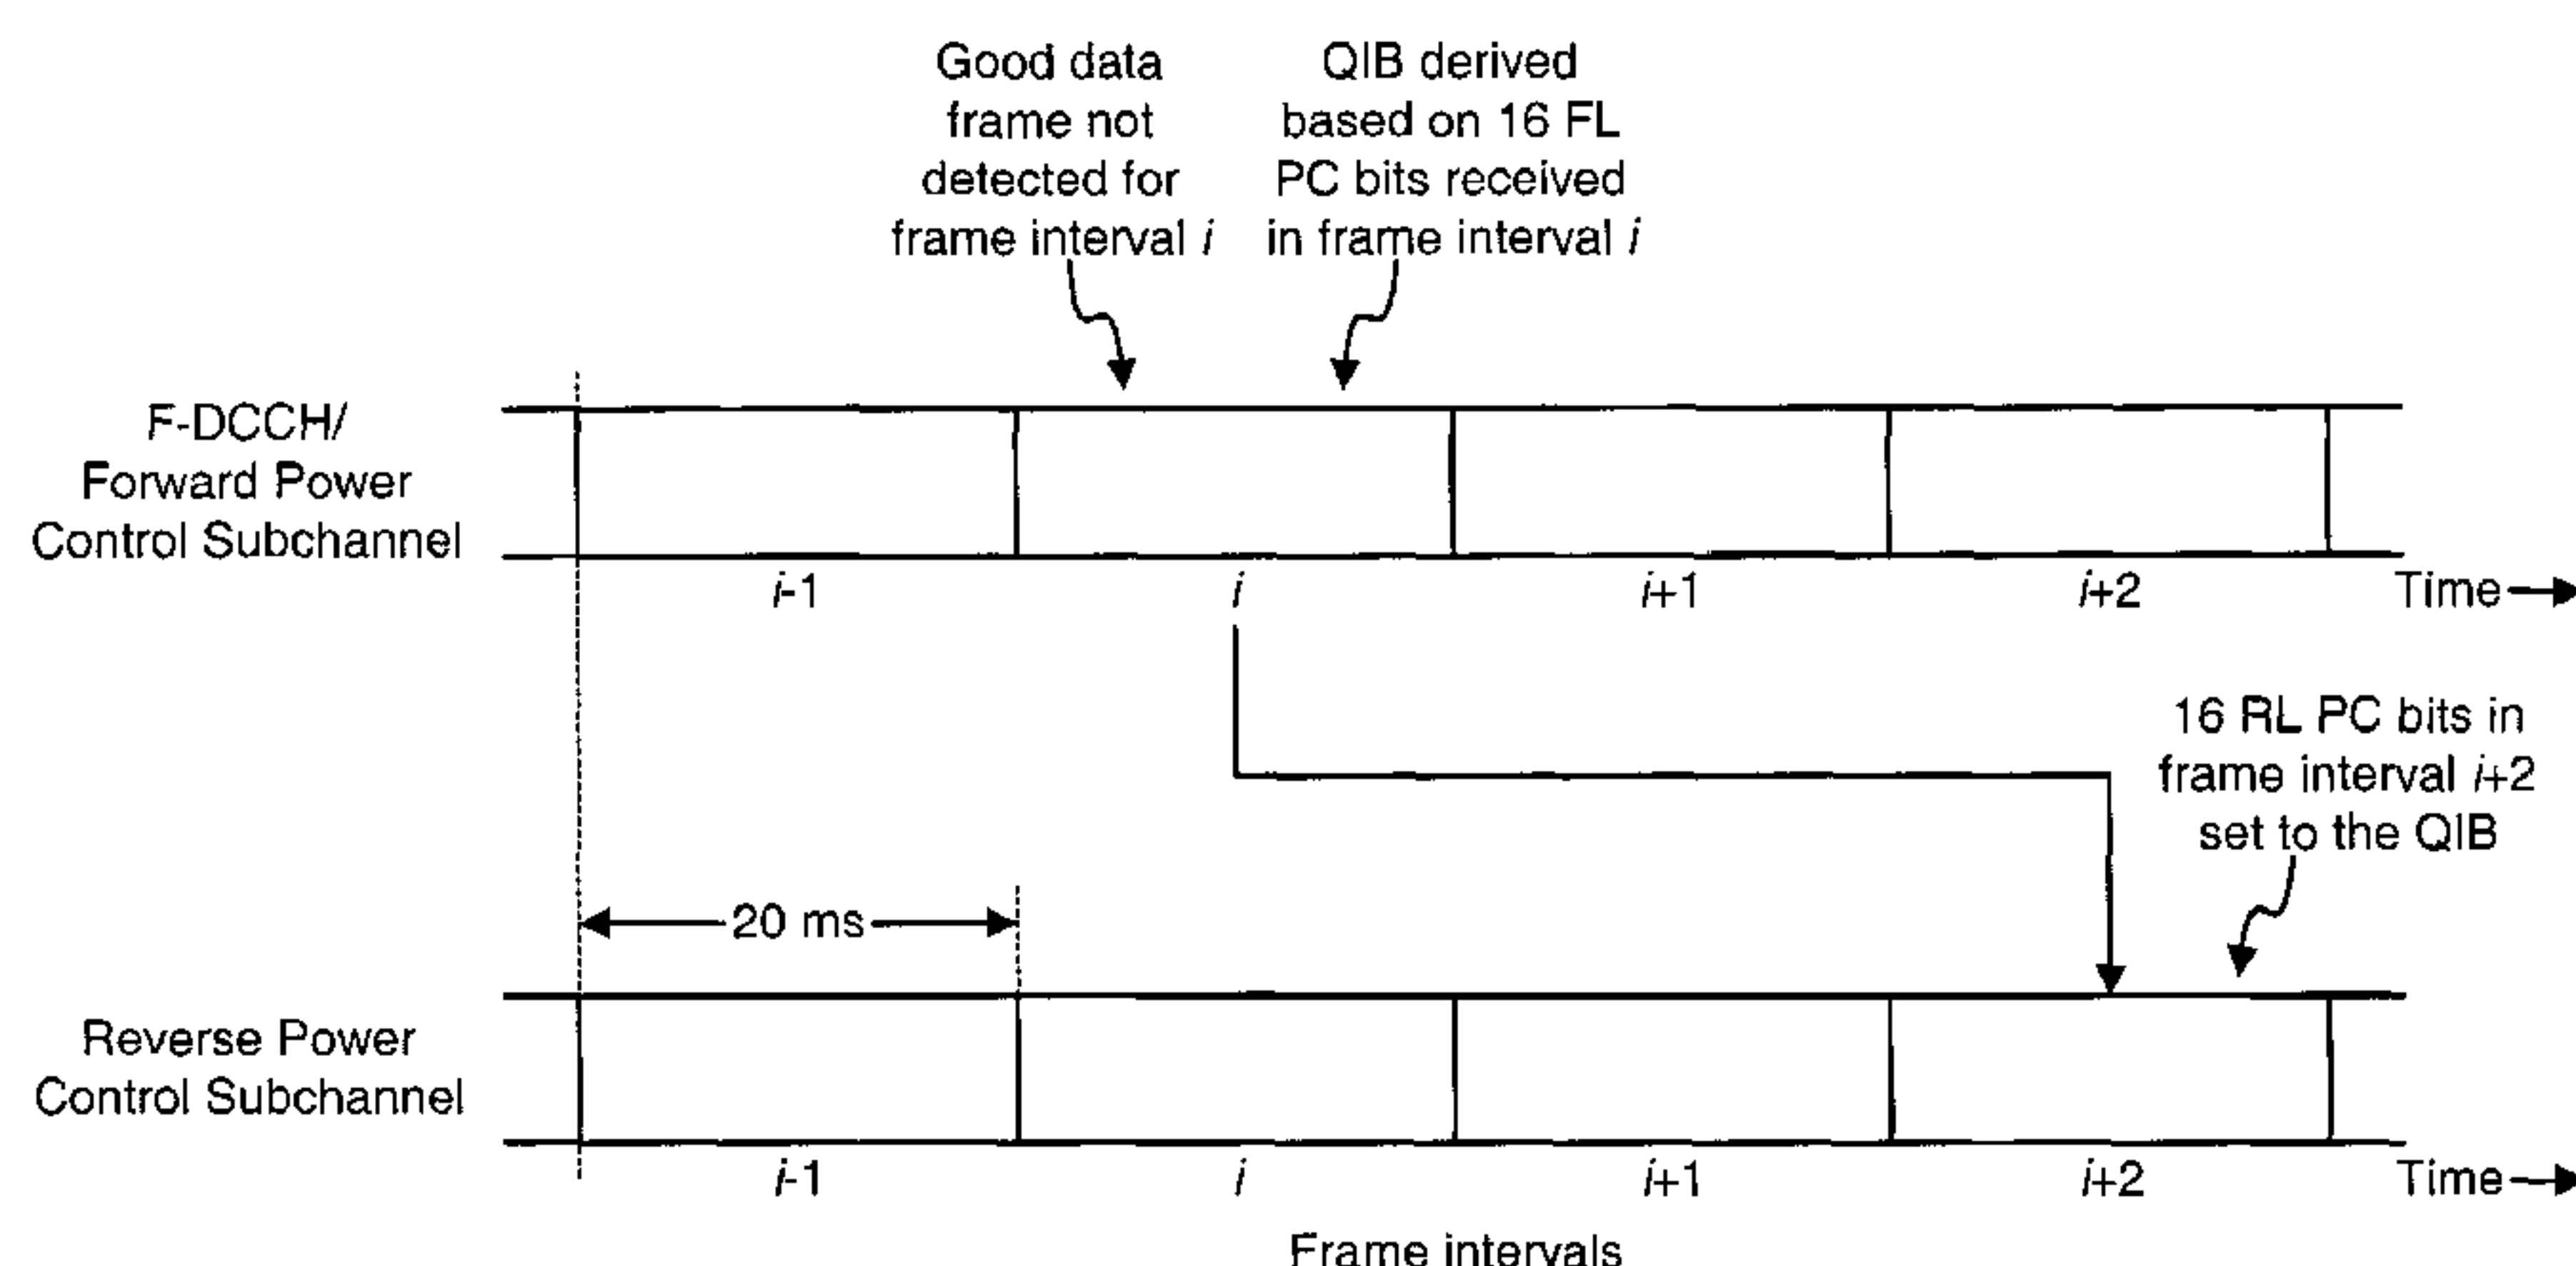 Good data
frame not
detected for
frame interval i
QIB derived
based on 16 FL
PC bits received
in frame interval i
F-DCCH/
Forward Power
Control Subchannel
i-1
i
i+1
i+2
Time
16 RL PC bits in
frame interval i+2
set to the QIB
20 ms
Reverse Power
Control Subchannel
i-1
i
i+1
i+2
Time
Frame intervals